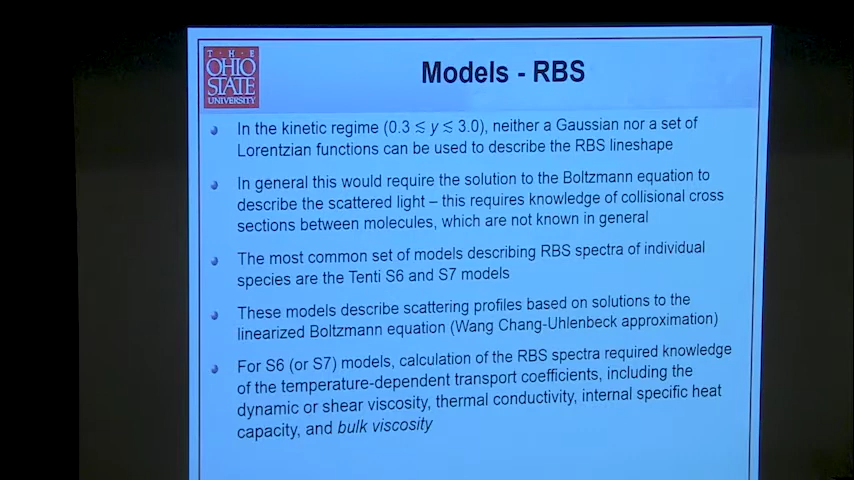 T · H · E
OHIO
STATE
UNIVERSITY
Models - RBS
In the kinetic regime (0.3 ≲ y ≲ 3.0), neither a Gaussian nor a set of
Lorentzian functions can be used to describe the RBS lineshape
In general this would require the solution to the Boltzmann equation to
describe the scattered light – this requires knowledge of collisional cross
sections between molecules, which are not known in general
The most common set of models describing RBS spectra of individual
species are the Tenti S6 and S7 models
These models describe scattering profiles based on solutions to the
linearized Boltzmann equation (Wang Chang-Uhlenbeck approximation)
For S6 (or S7) models, calculation of the RBS spectra required knowledge
of the temperature-dependent transport coefficients, including the
dynamic or shear viscosity, thermal conductivity, internal specific heat
capacity, and bulk viscosity